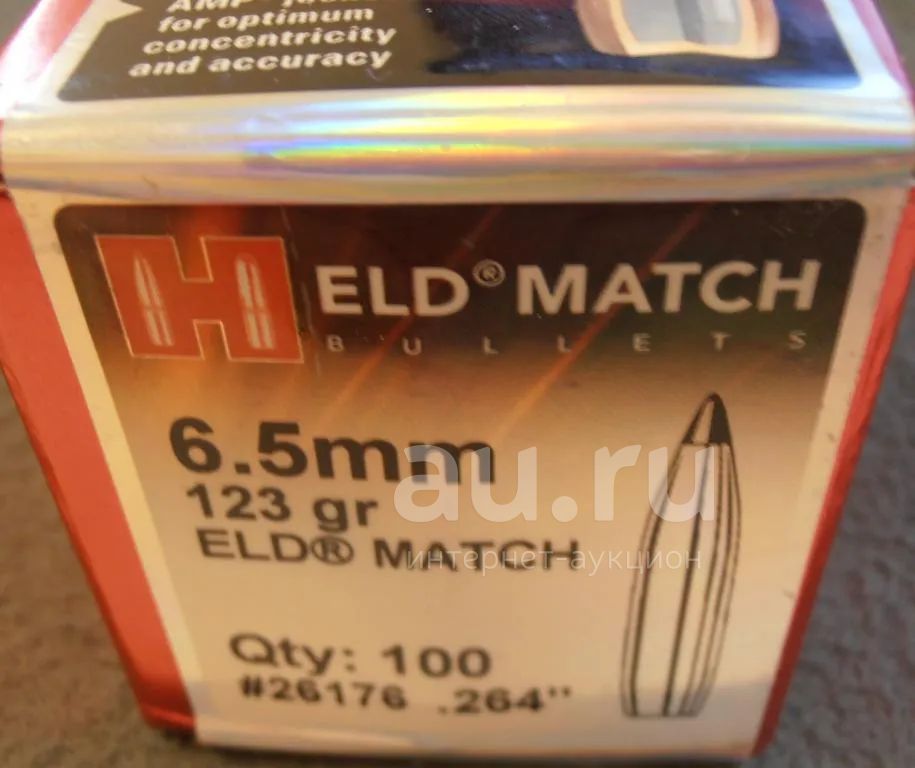 for optimum
concentricity
and accuracy
H ELD® MATCH
BULLETS
6.5mm
123 gr
ELD® MATCH
Qty: 100
#26176 .264"
au.ru
интернет-аукцион